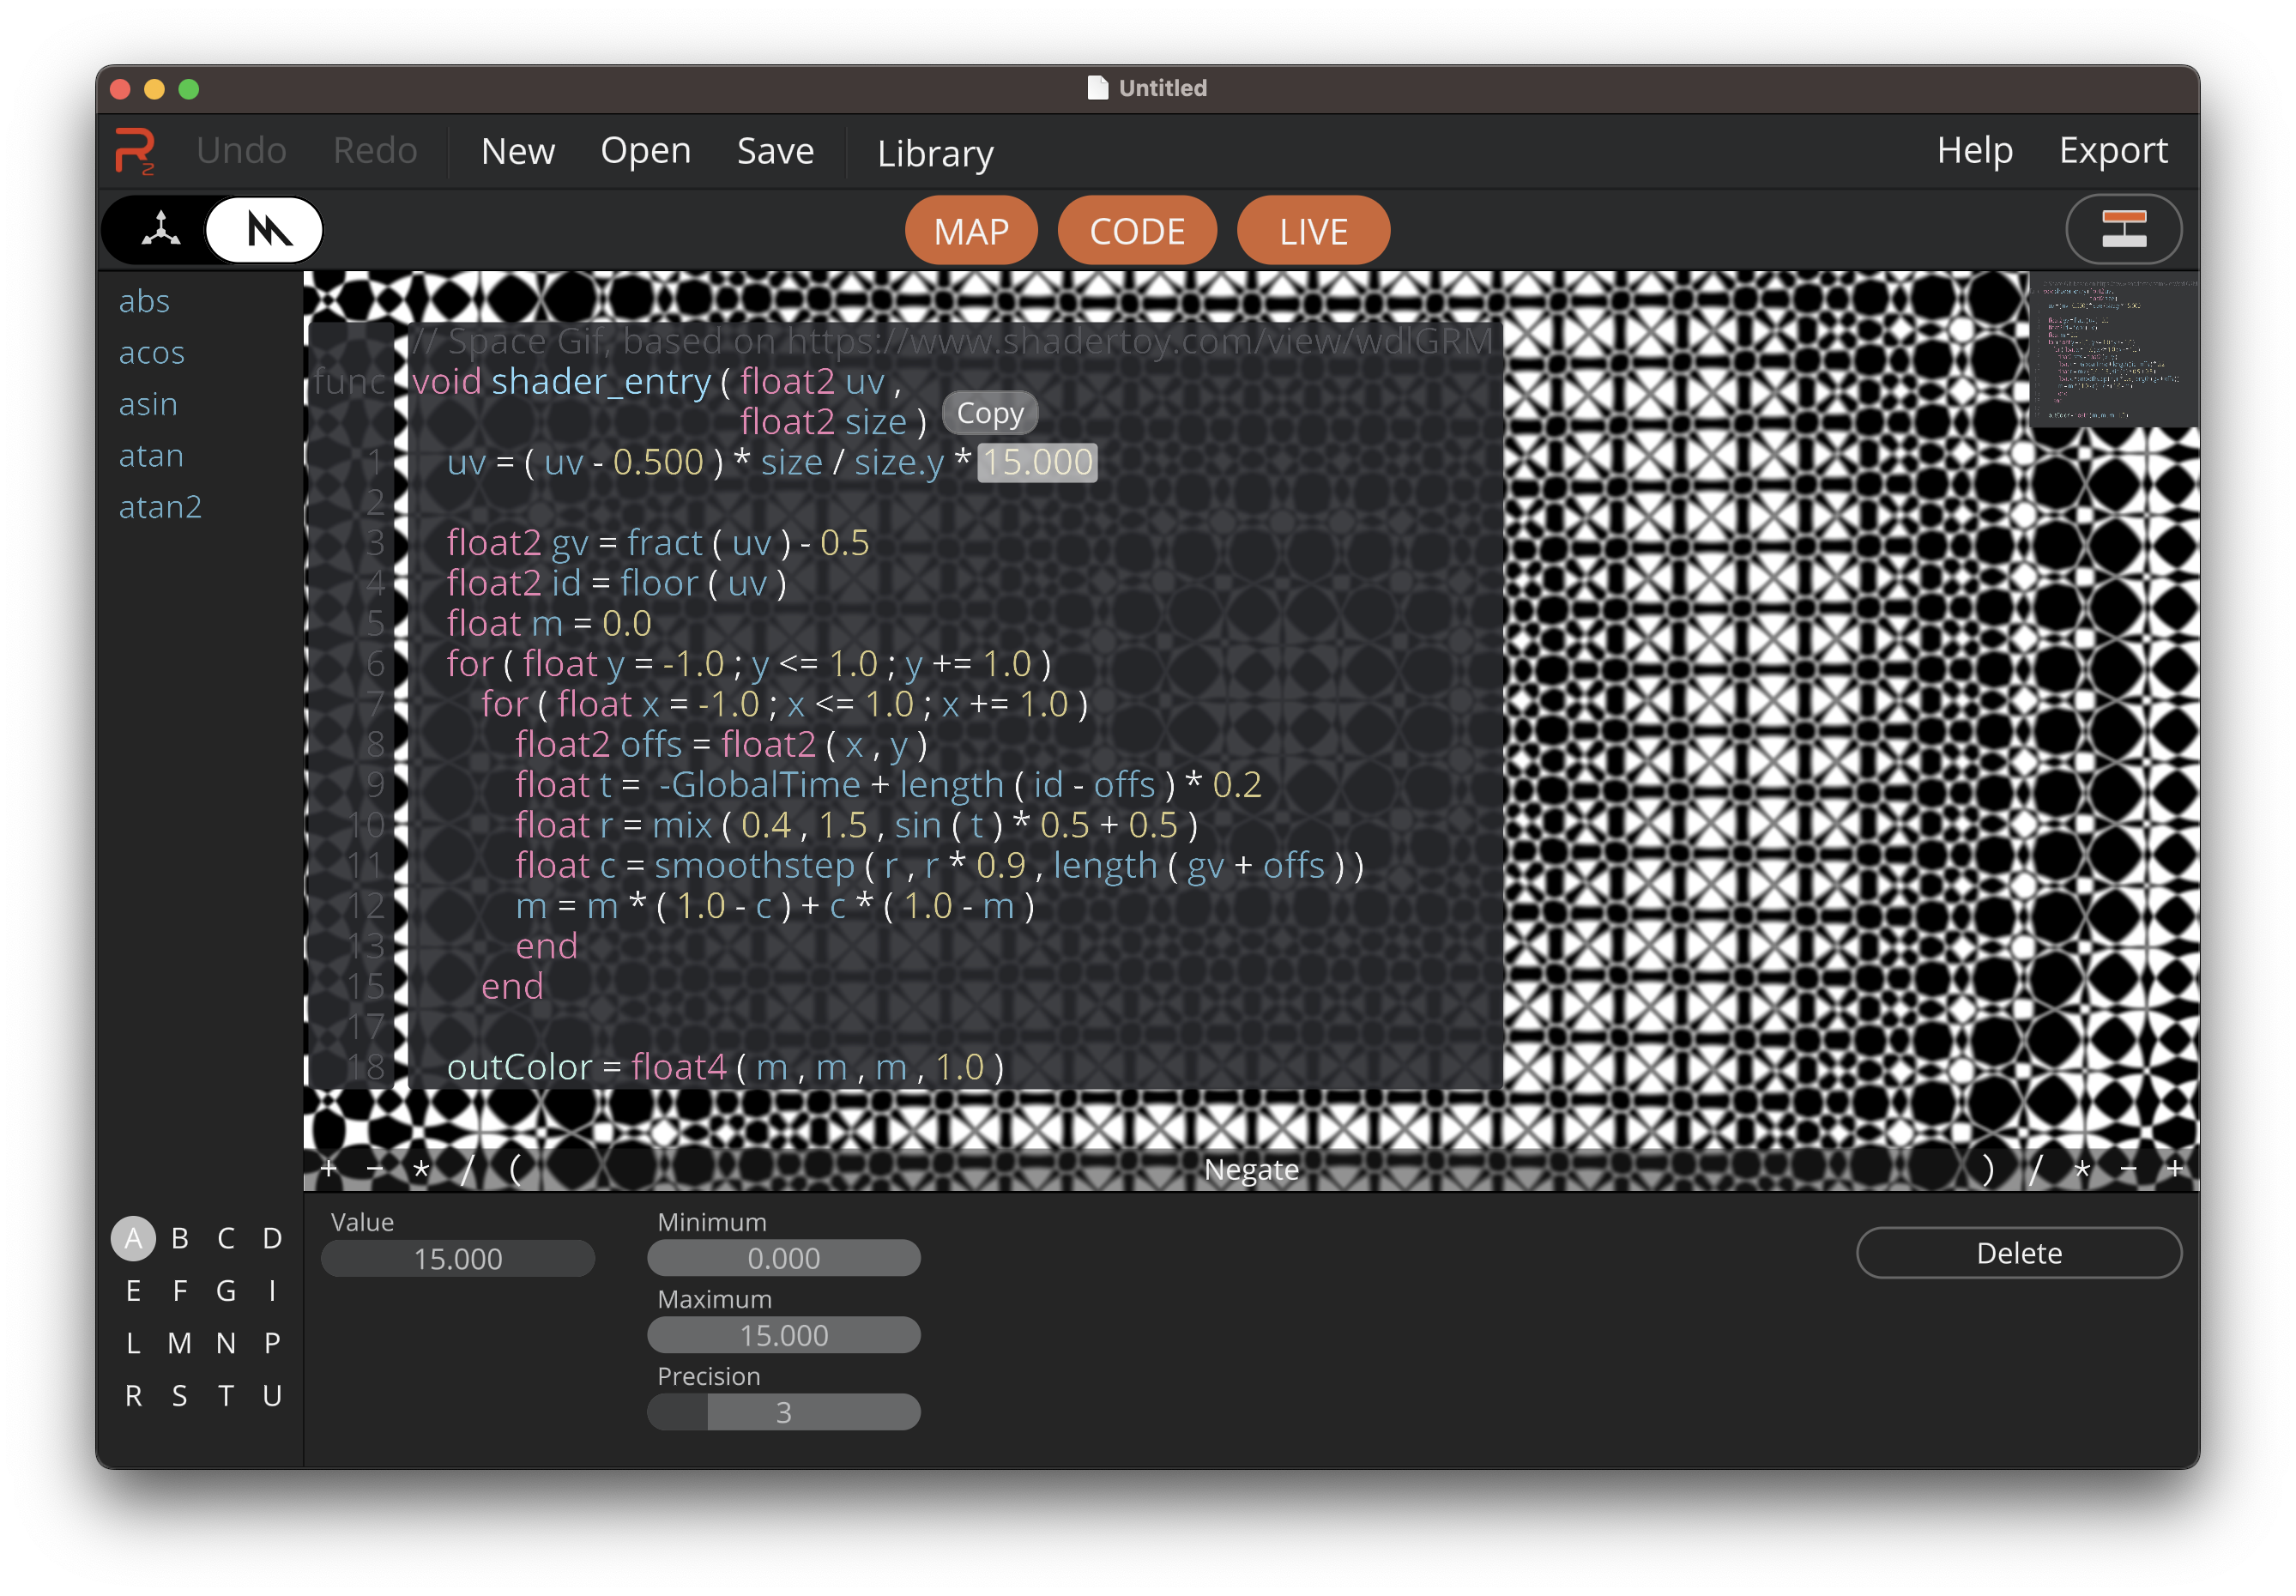 Untitled
R2 Undo Redo New Open Save Library Help Export
MAP CODE LIVE
abs
acos
asin
atan
atan2
// Space Gif, based on https://www.shadertoy.com/view/wdlGRM
func void shader_entry ( float2 uv ,
float2 size )
Copy
1 uv = ( uv - 0.500 ) * size / size.y * 15.000
2
3 float2 gv = fract ( uv ) - 0.5
4 float2 id = floor ( uv )
5 float m = 0.0
6 for ( float y = -1.0 ; y <= 1.0 ; y += 1.0 )
7 for ( float x = -1.0 ; x <= 1.0 ; x += 1.0 )
8 float2 offs = float2 ( x , y )
9 float t = -GlobalTime + length ( id - offs ) * 0.2
10 float r = mix ( 0.4 , 1.5 , sin ( t ) * 0.5 + 0.5 )
11 float c = smoothstep ( r , r * 0.9 , length ( gv + offs ) )
12 m = m * ( 1.0 - c ) + c * ( 1.0 - m )
13 end
15 end
17
18 outColor = float4 ( m , m , m , 1.0 )
+ - * / ( Negate ) / * - +
A B C D
E F G I
L M N P
R S T U
Value
15.000
Minimum
0.000
Maximum
15.000
Precision
3
Delete